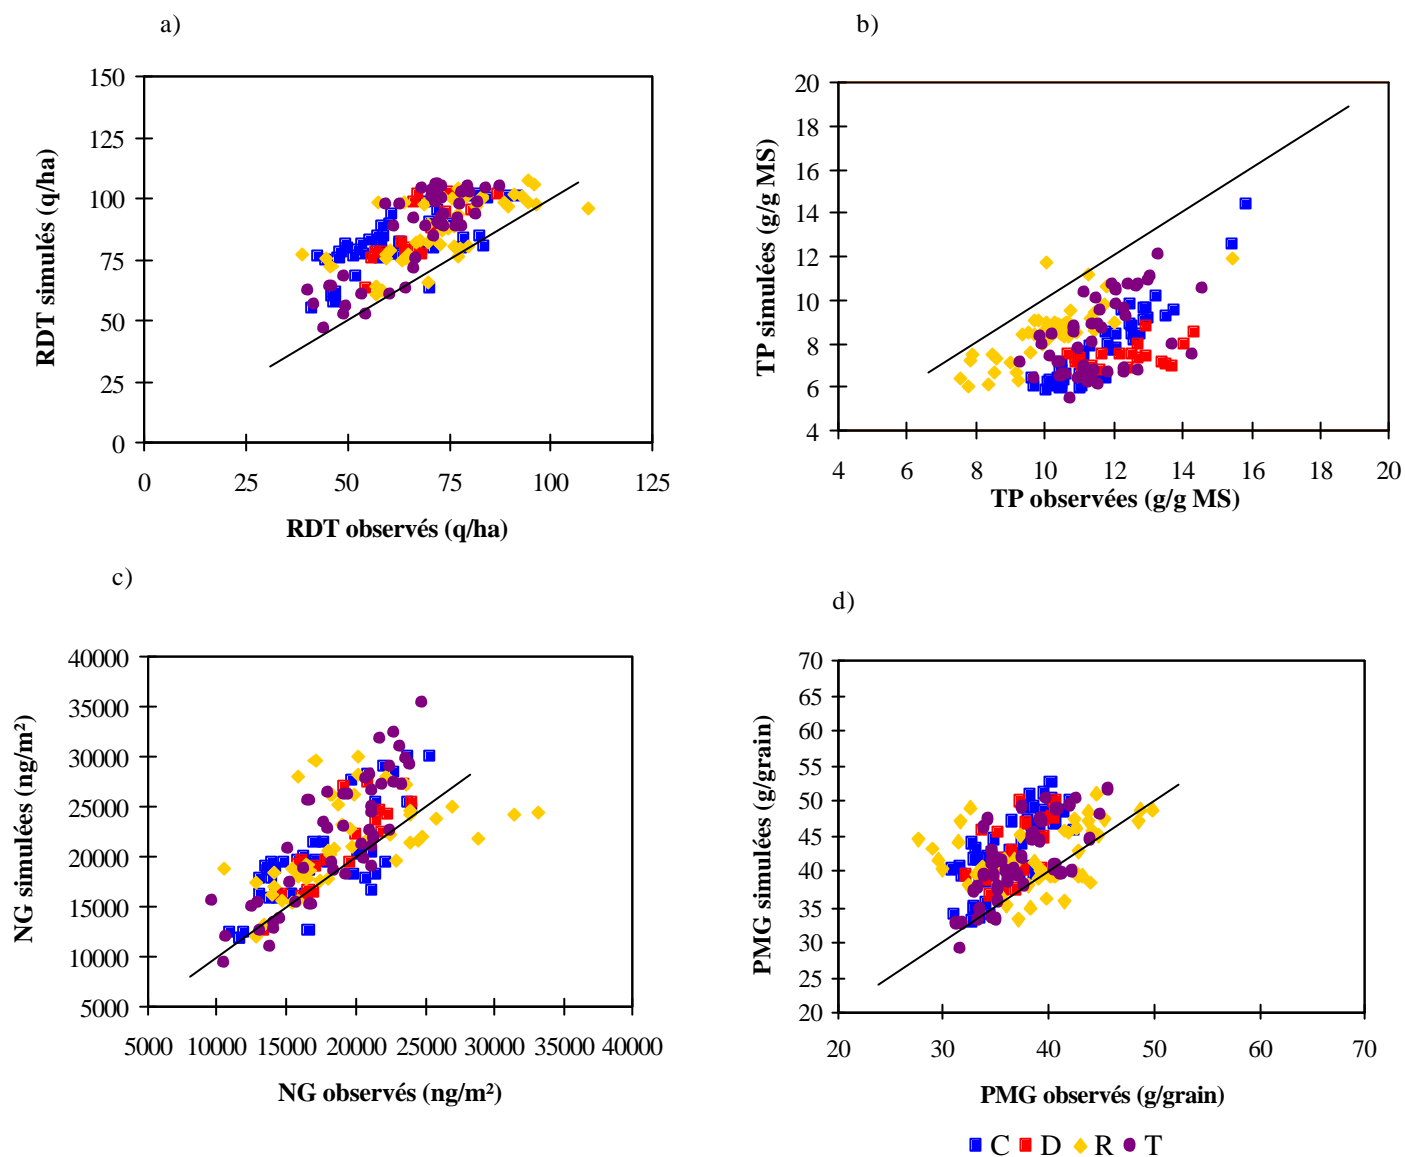 a)
150
125
100
75
50
25
0
RDT simulés (q/ha)
0 25 50 75 100 125
RDT observés (q/ha)
b)
20
18
16
14
12
10
8
6
4
TP simulées (g/g MS)
4 6 8 10 12 14 16 18 20
TP observées (g/g MS)
c)
40000
35000
30000
25000
20000
15000
10000
5000
NG simulées (ng/m²)
5000 10000 15000 20000 25000 30000 35000 40000
NG observés (ng/m²)
d)
70
65
60
55
50
45
40
35
30
25
20
PMG simulées (g/grain)
20 30 40 50 60 70
PMG observés (g/grain)
C D R T